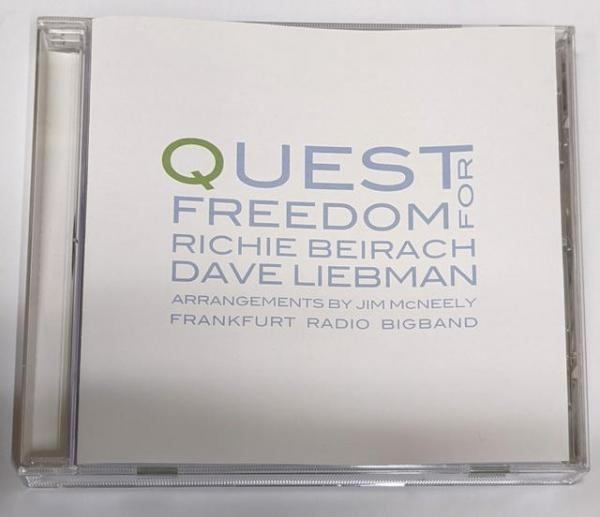 QUEST FOR
FREEDOM
RICHIE BEIRACH
DAVE LIEBMAN
ARRANGEMENTS BY JIM McNEELY
FRANKFURT RADIO BIGBAND